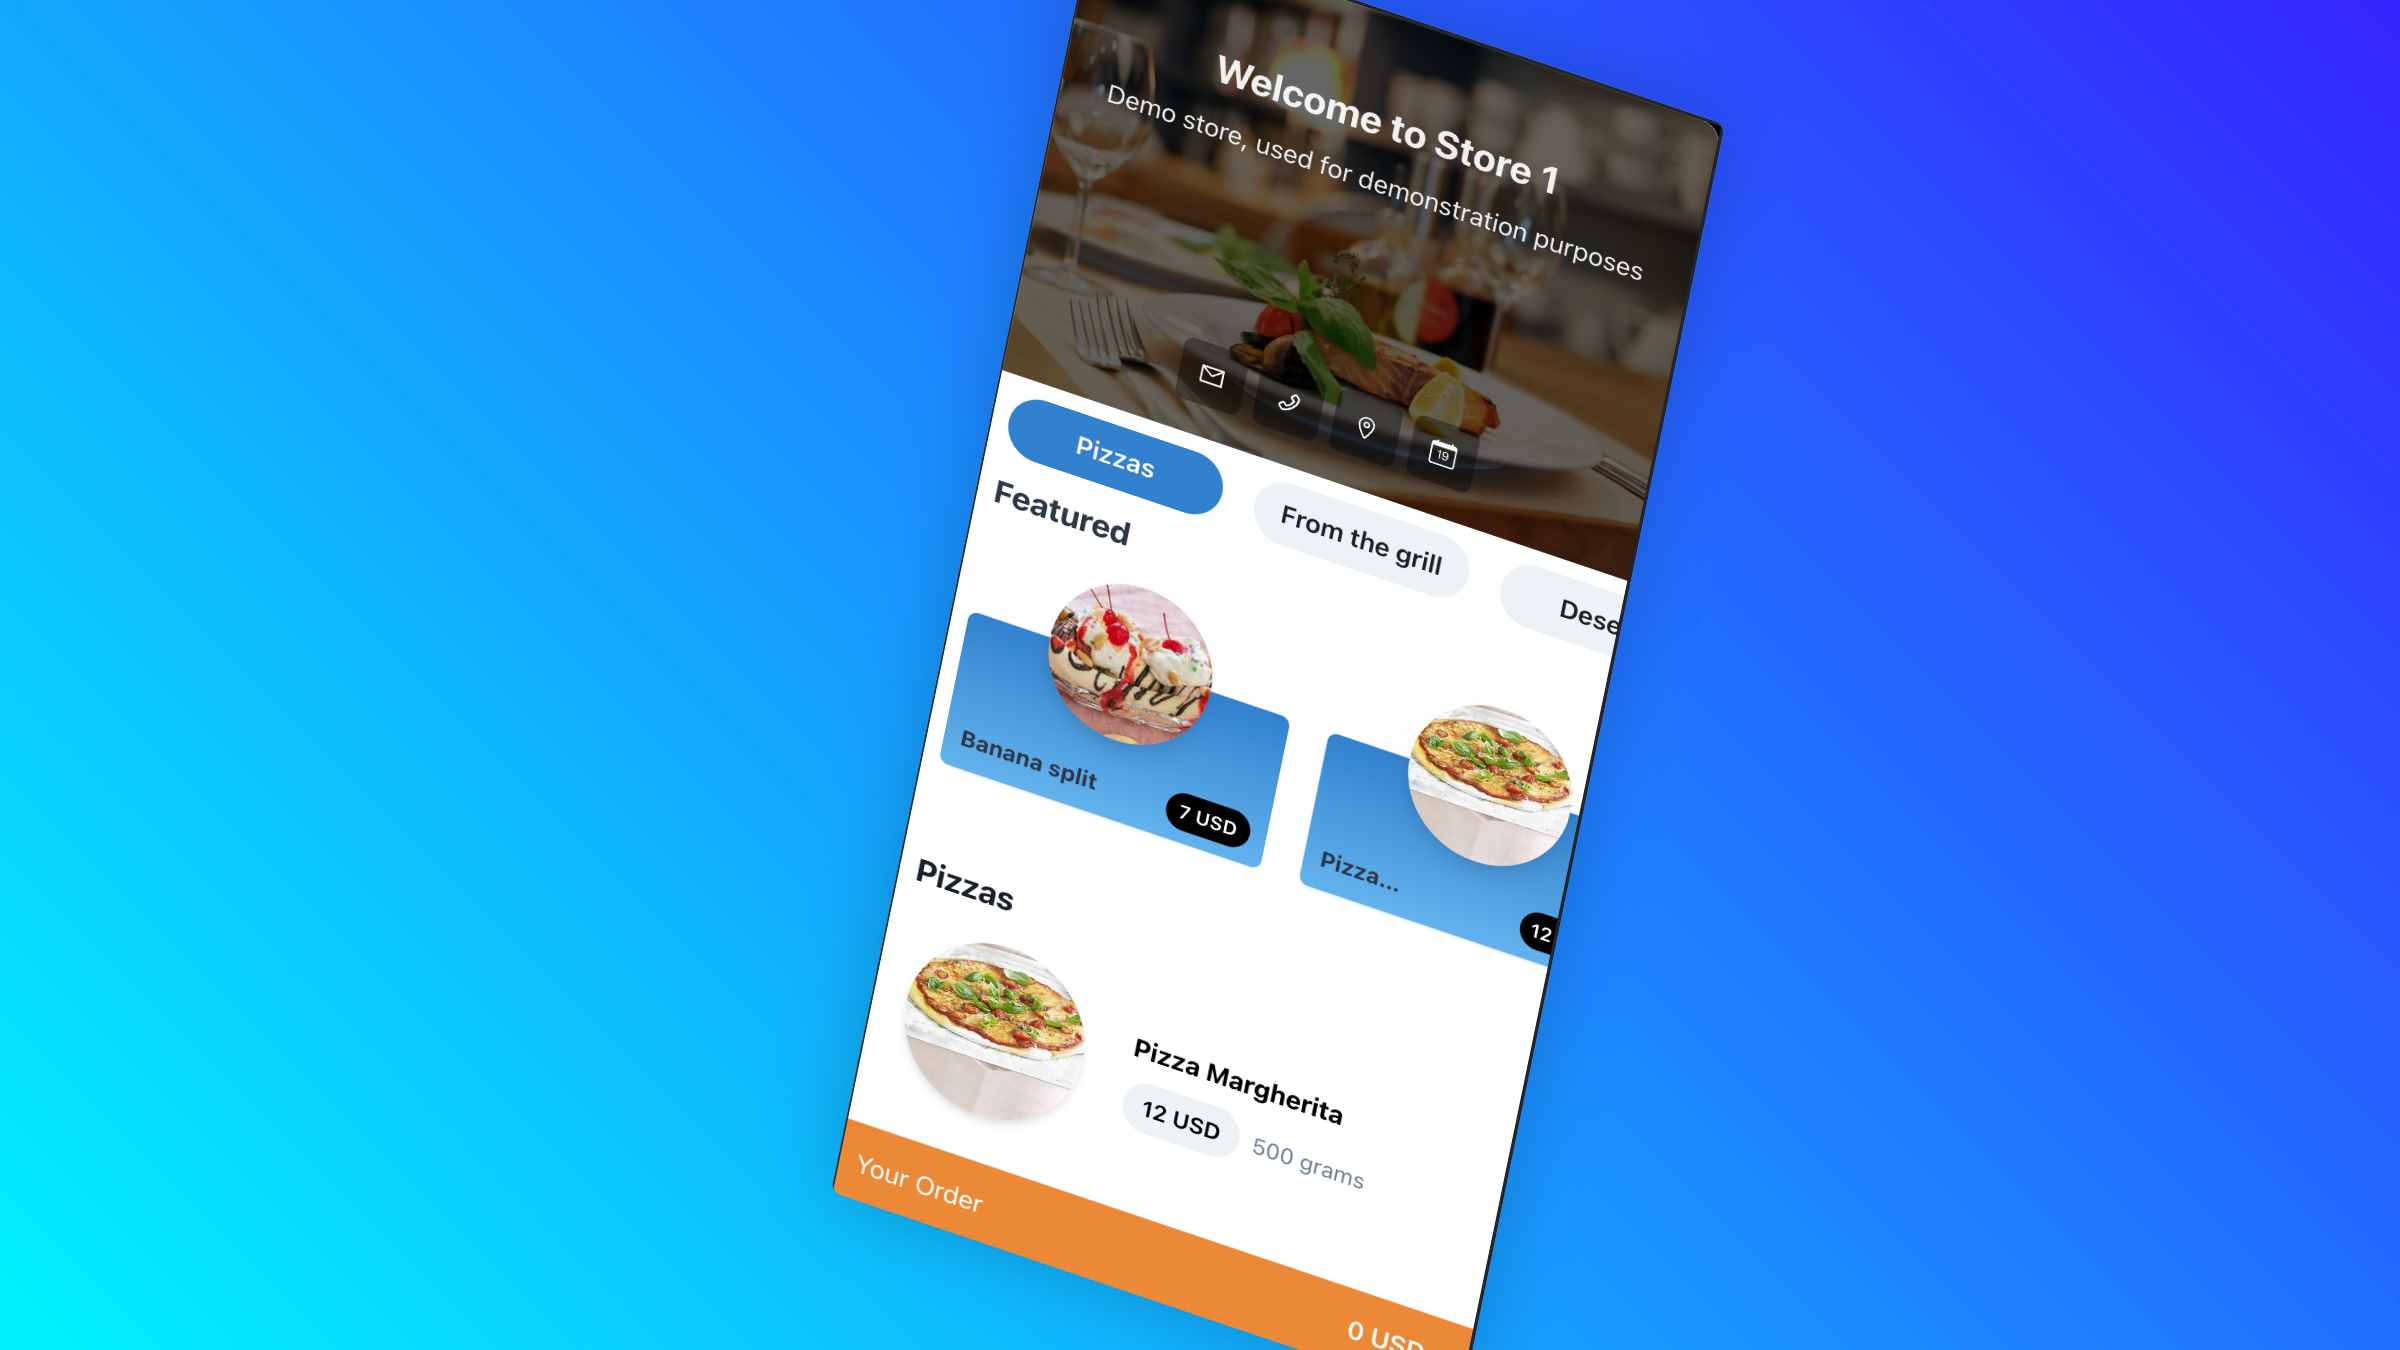 Welcome to Store 1
Demo store, used for demonstration purposes
19
Pizzas
From the grill
Dese
Featured
Banana split
7 USD
Pizza...
12
Pizzas
Pizza Margherita
12 USD
500 grams
Your Order
0 USD